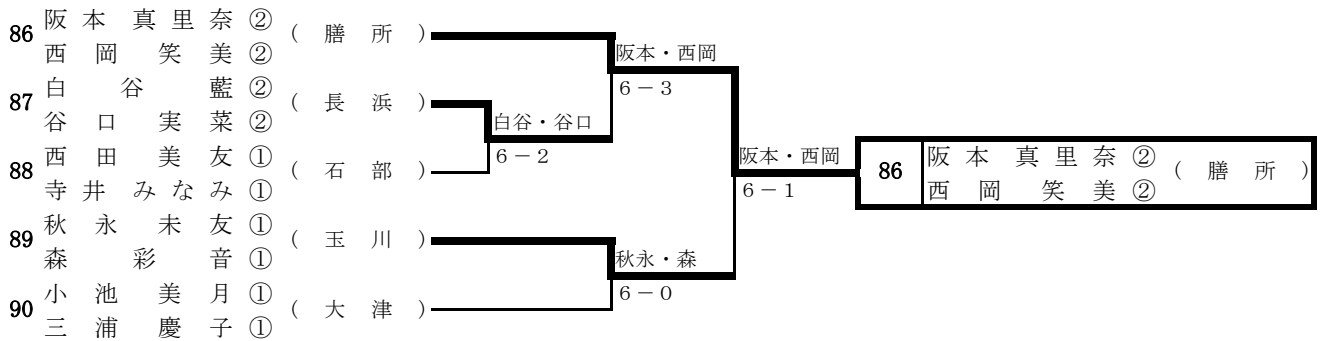 86 阪本 真里奈② (膳所)
西岡 笑美②
阪本・西岡
6－3
87 白谷 藍② (長浜)
谷口 実菜②
白谷・谷口
6－2
88 西田 美友① (石部)
寺井 みなみ①
阪本・西岡
6－1
86 阪本 真里奈② (膳所)
西岡 笑美②
89 秋永 未友① (玉川)
森 彩音①
秋永・森
6－0
90 小池 美月① (大津)
三浦 慶子①